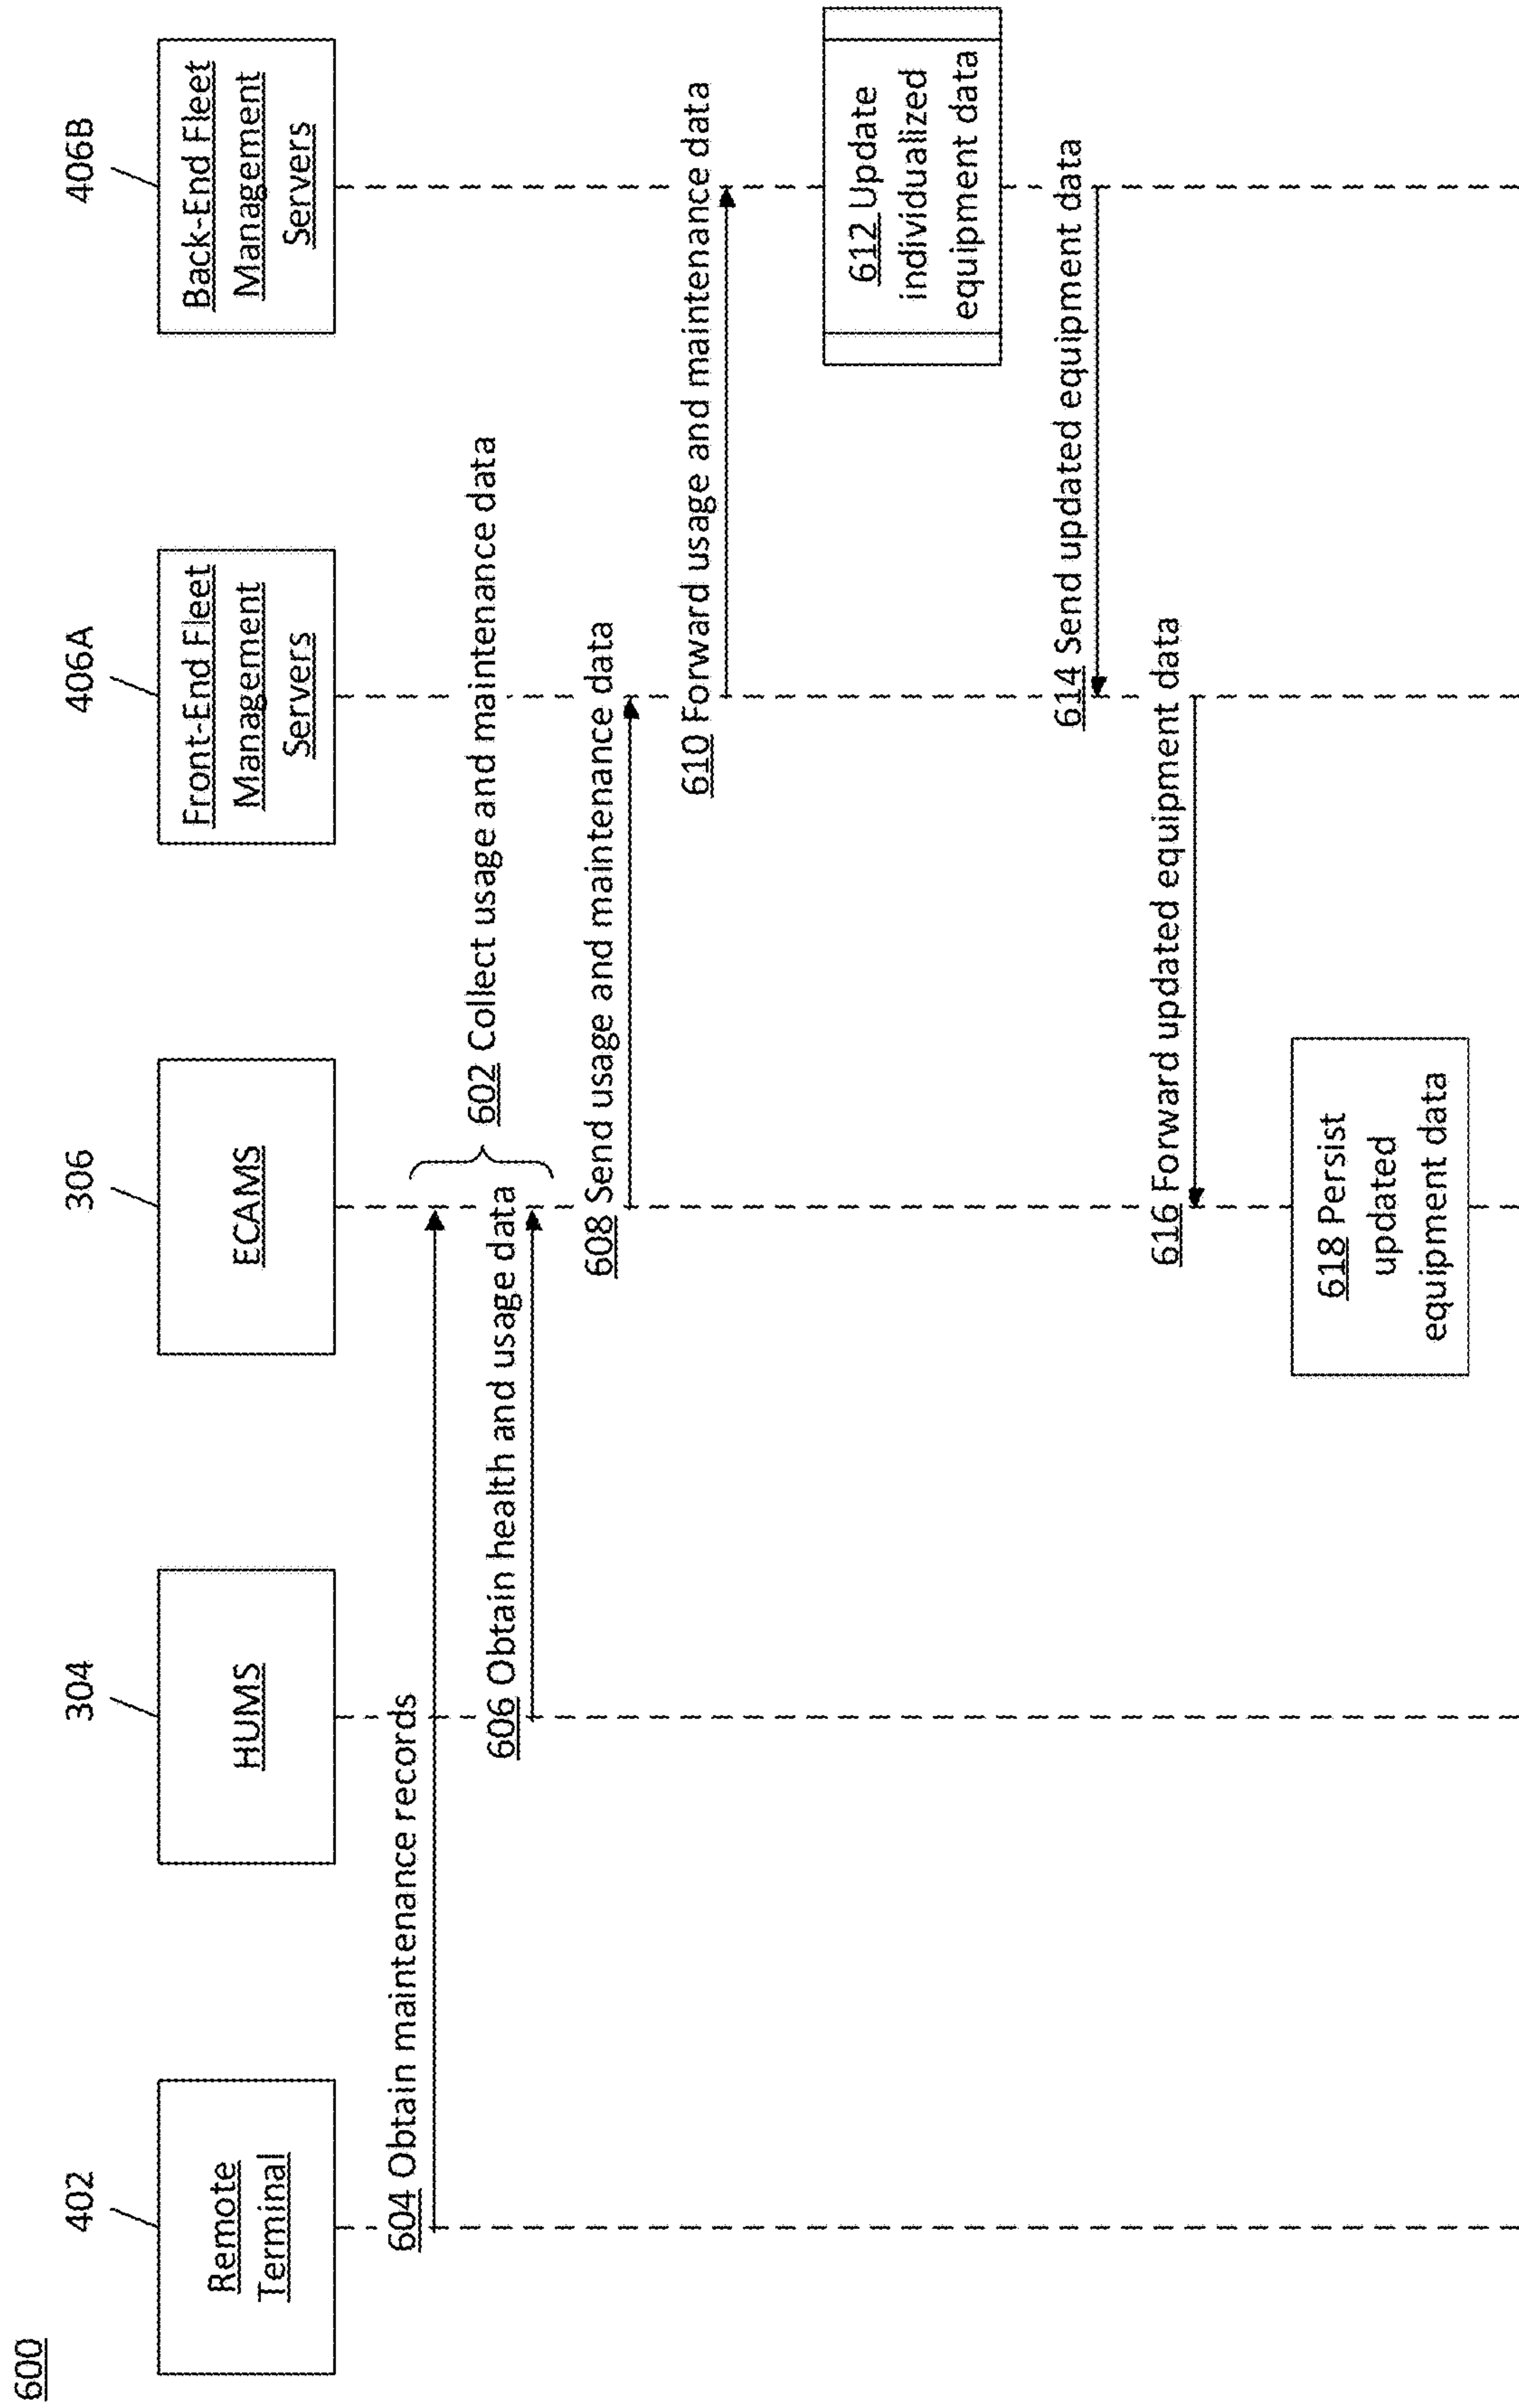 600
402
304
306
406A
406B
Remote
Terminal
HUMS
ECAMS
Front-End Fleet
Management
Servers
Back-End Fleet
Management
Servers
604 Obtain maintenance records
602 Collect usage and maintenance data
606 Obtain health and usage data
608 Send usage and maintenance data
610 Forward usage and maintenance data
612 Update
individualized
equipment data
614 Send updated equipment data
616 Forward updated equipment data
618 Persist
updated
equipment data